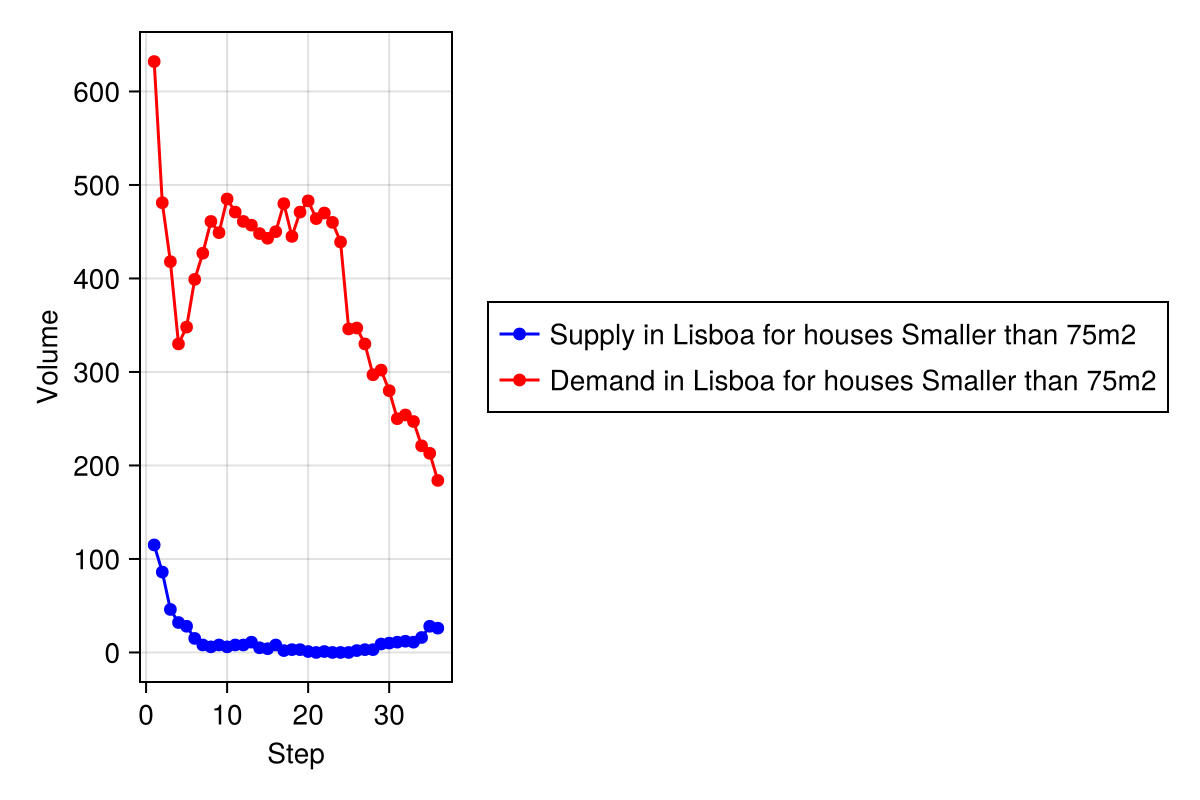 Volume
600
500
400
300
200
100
0
0 10 20 30
Step
Supply in Lisboa for houses Smaller than 75m2
Demand in Lisboa for houses Smaller than 75m2